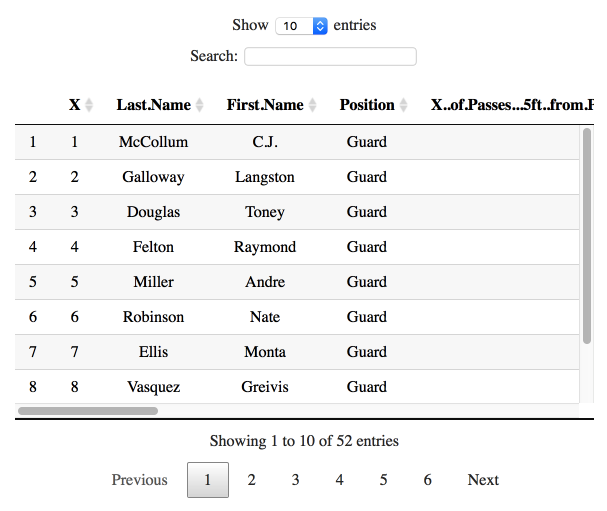 Show 10 entries
Search:
X Last.Name First.Name Position X..of.Passes...5ft..from.F
1 1 McCollum C.J. Guard
2 2 Galloway Langston Guard
3 3 Douglas Toney Guard
4 4 Felton Raymond Guard
5 5 Miller Andre Guard
6 6 Robinson Nate Guard
7 7 Ellis Monta Guard
8 8 Vasquez Greivis Guard
Showing 1 to 10 of 52 entries
Previous 1 2 3 4 5 6 Next